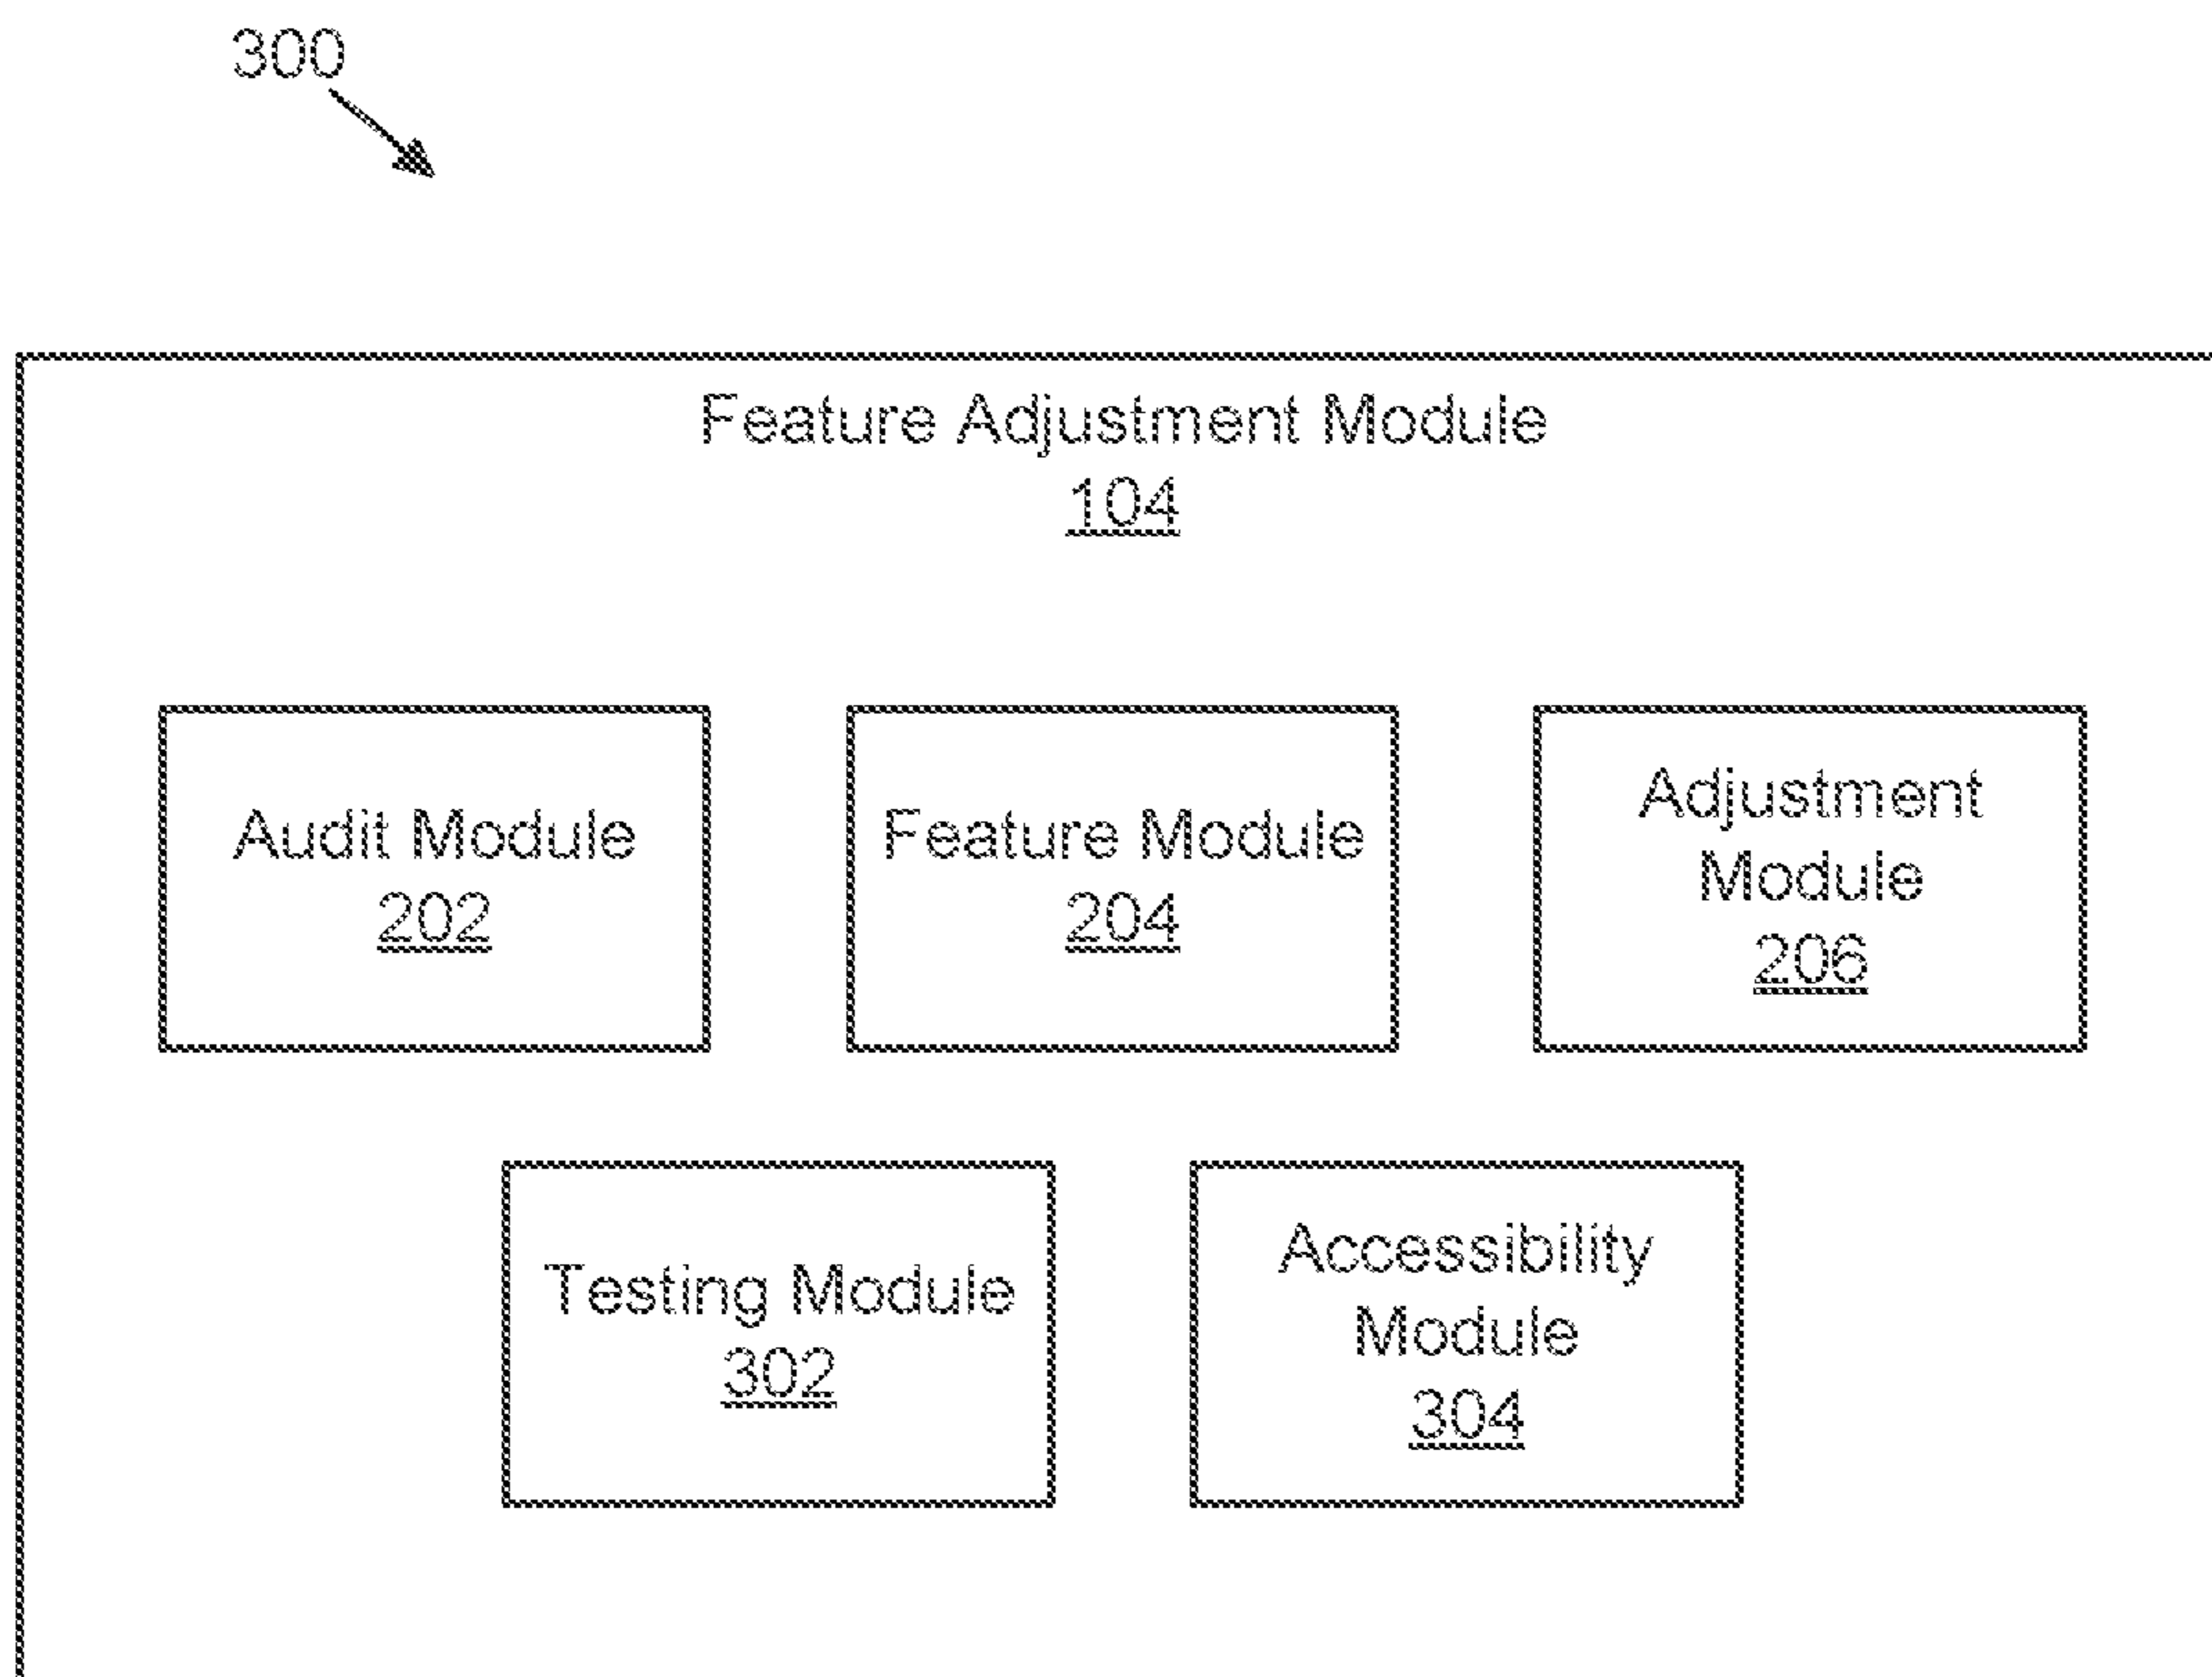 300
Feature Adjustment Module
104
Audit Module
202
Feature Module
204
Adjustment
Module
206
Testing Module
302
Accessibility
Module
304